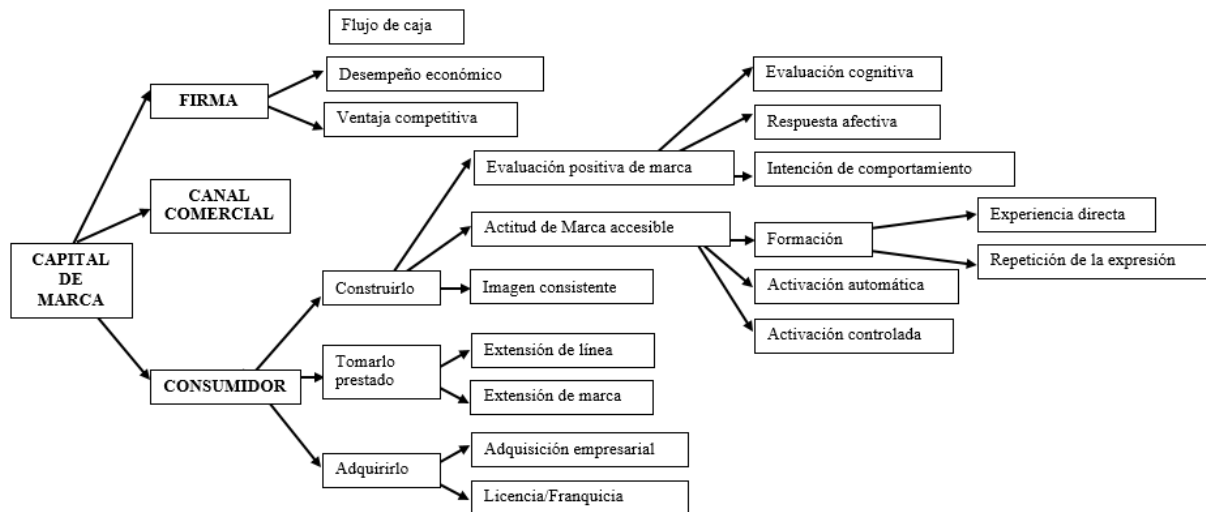 Flujo de caja
Desempeño económico
FIRMA
Ventaja competitiva
Evaluación cognitiva
Respuesta afectiva
Evaluación positiva de marca
Intención de comportamiento
CANAL
COMERCIAL
Actitud de Marca accesible
Formación
Experiencia directa
Repetición de la expresión
CAPITAL
DE
MARCA
Construirlo
Imagen consistente
Activación automática
Activación controlada
Tomarlo
prestado
Extensión de línea
CONSUMIDOR
Extensión de marca
Adquirirlo
Adquisición empresarial
Licencia/Franquicia